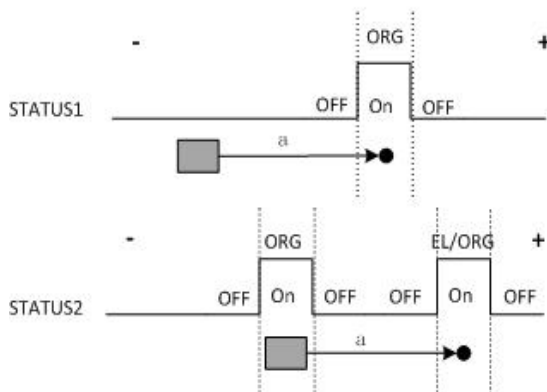 ORG
- +
STATUS1 OFF On OFF
a
- ORG EL/ORG +
STATUS2 OFF On OFF OFF On OFF
a